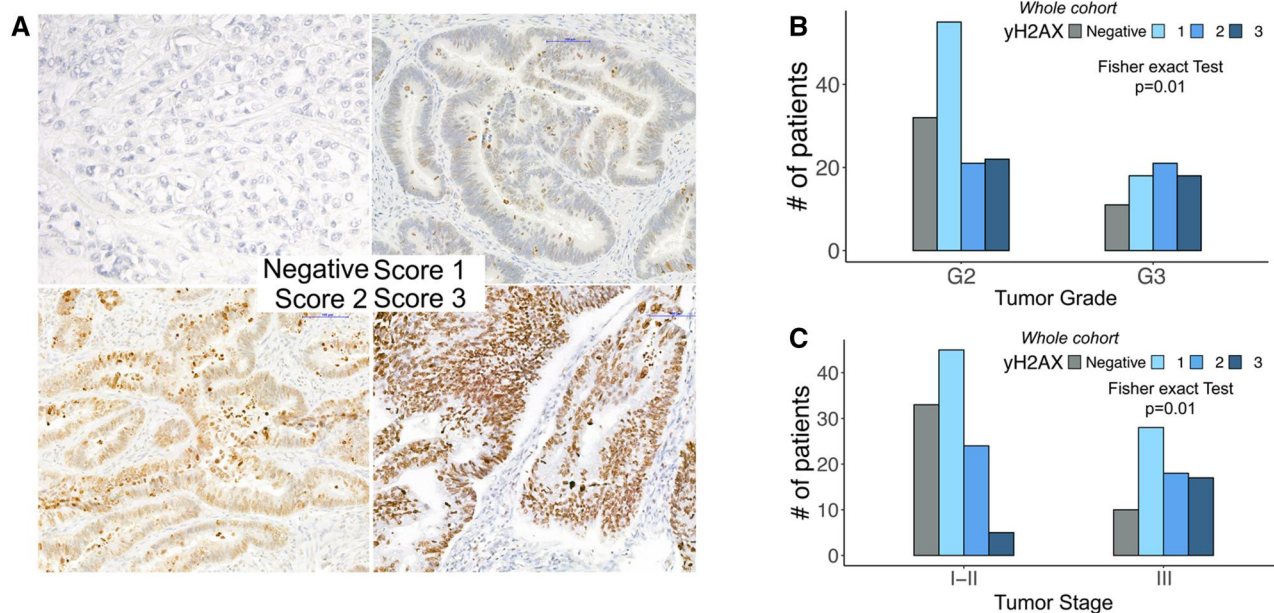 A
Negative Score 1
Score 2 Score 3
B
Whole cohort
yH2AX Negative 1 2 3
Fisher exact Test
p=0.01
# of patients
40
20
0
G2 G3
Tumor Grade
C
Whole cohort
yH2AX Negative 1 2 3
Fisher exact Test
p=0.01
# of patients
40
30
20
10
0
I–II III
Tumor Stage